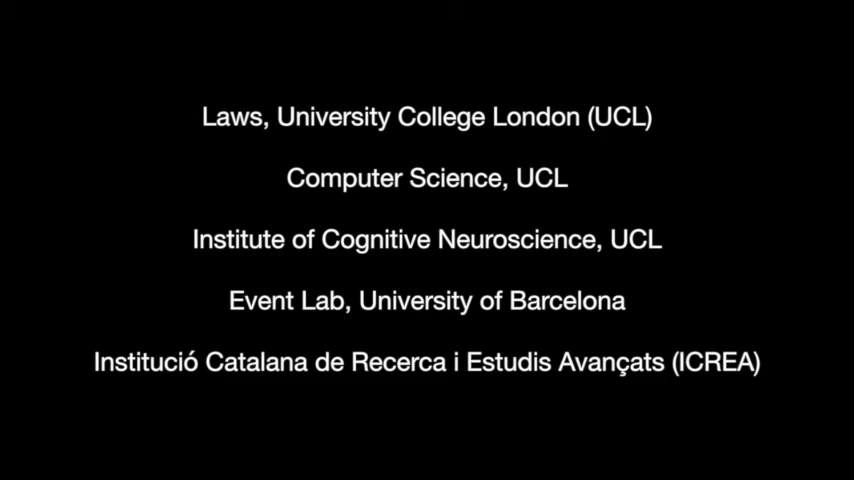 Laws, University College London (UCL)
Computer Science, UCL
Institute of Cognitive Neuroscience, UCL
Event Lab, University of Barcelona
Institució Catalana de Recerca i Estudis Avançats (ICREA)